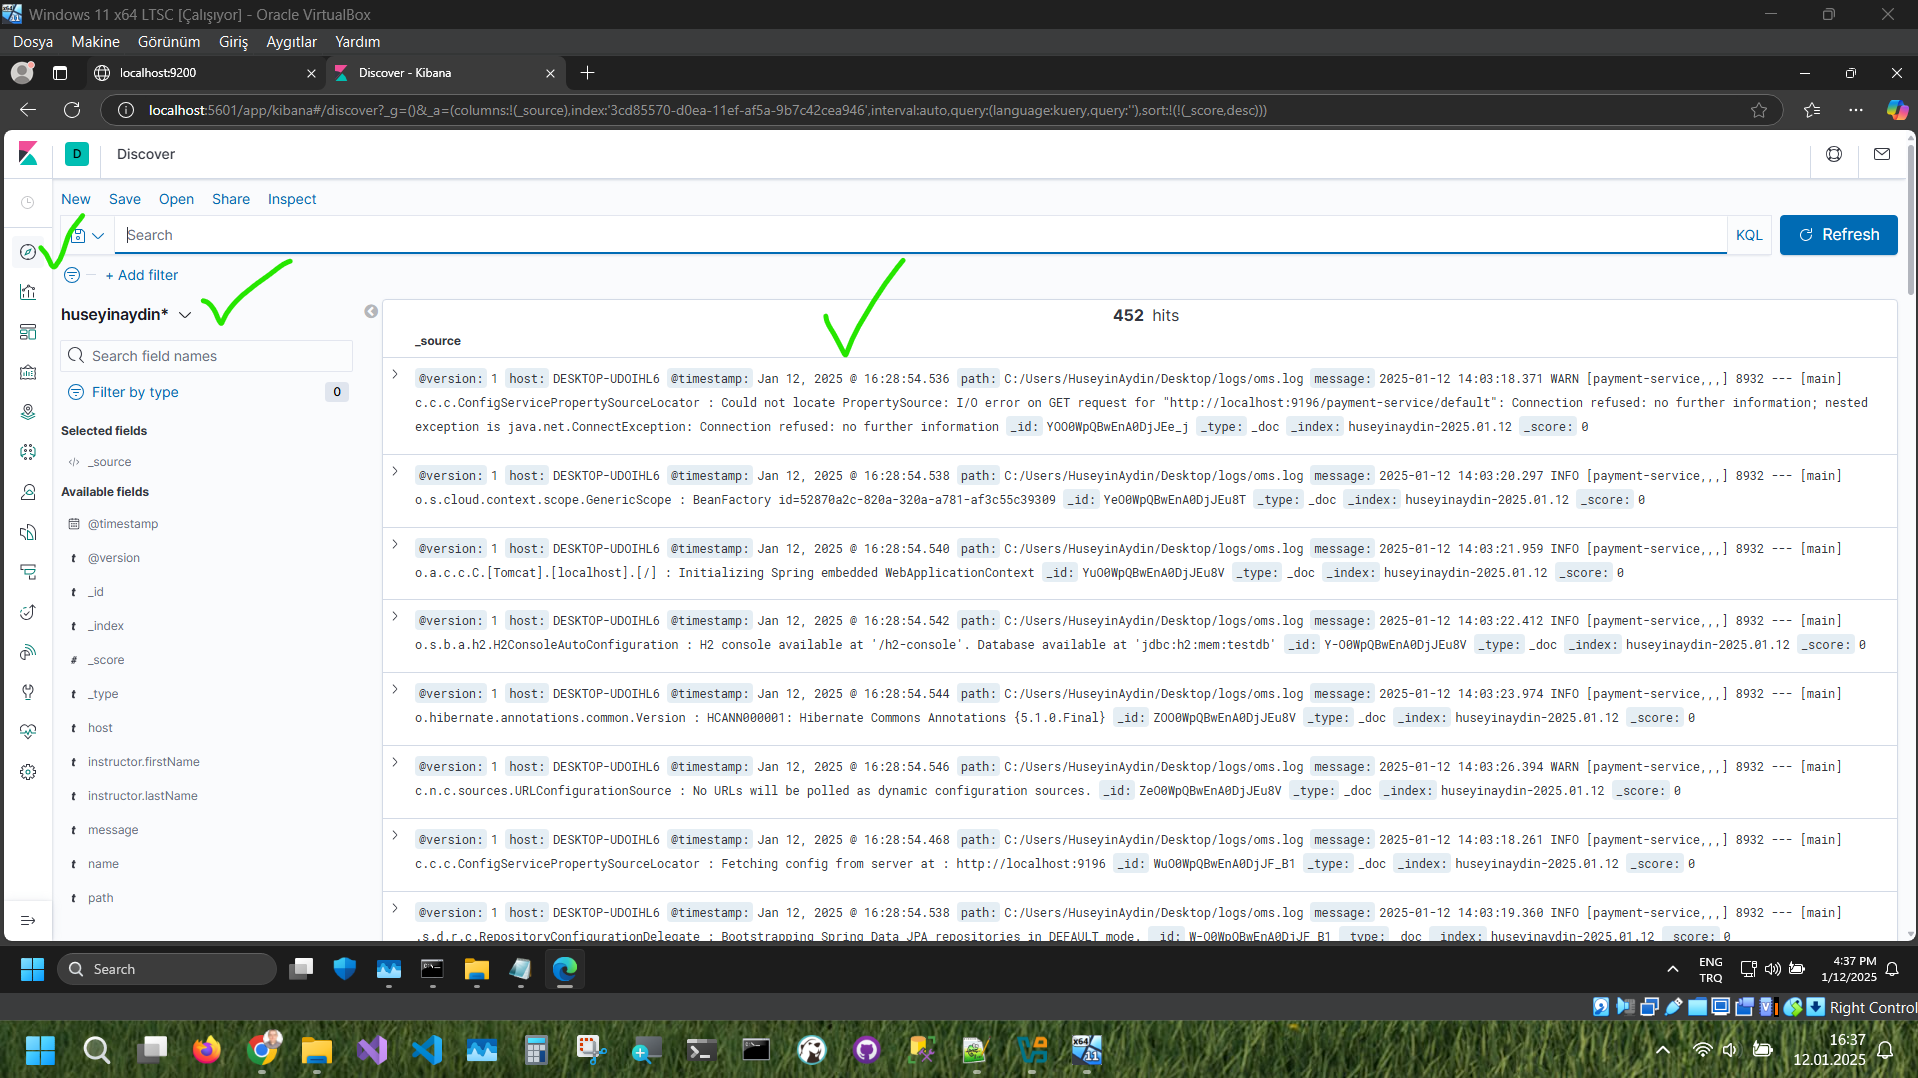 Windows 11 x64 LTSC [Çalışıyor] - Oracle VirtualBox
Dosya Makine Görünüm Giriş Aygıtlar Yardım
localhost:9200
Discover - Kibana
localhost:5601/app/kibana#/discover?_g=()&_a=(columns:!(_source),index:'3cd85570-d0ea-11ef-af5a-9b7c42cea946',interval:auto,query:(language:kuery,query:''),sort:!(!(_score,desc)))
D Discover
New Save Open Share Inspect
Search
KQL
Refresh
+ Add filter
huseyinaydin*
Search field names
Filter by type 0
Selected fields
_source
Available fields
@timestamp
t @version
t _id
t _index
# _score
t _type
t host
t instructor.firstName
t instructor.lastName
t message
t name
t path
452 hits
_source
@version: 1 host: DESKTOP-UDOIHL6 @timestamp: Jan 12, 2025 @ 16:28:54.536 path: C:/Users/HuseyinAydin/Desktop/logs/oms.log message: 2025-01-12 14:03:18.371 WARN [payment-service,,,] 8932 --- [main]
c.c.c.ConfigServicePropertySourceLocator : Could not locate PropertySource: I/O error on GET request for "http://localhost:9196/payment-service/default": Connection refused: no further information; nested
exception is java.net.ConnectException: Connection refused: no further information _id: YOO0WpQBwEnA0DjJEe_j _type: _doc _index: huseyinaydin-2025.01.12 _score: 0
@version: 1 host: DESKTOP-UDOIHL6 @timestamp: Jan 12, 2025 @ 16:28:54.538 path: C:/Users/HuseyinAydin/Desktop/logs/oms.log message: 2025-01-12 14:03:20.297 INFO [payment-service,,,] 8932 --- [main]
o.s.cloud.context.scope.GenericScope : BeanFactory id=52870a2c-820a-320a-a781-af3c55c39309 _id: YeO0WpQBwEnA0DjJEu8T _type: _doc _index: huseyinaydin-2025.01.12 _score: 0
@version: 1 host: DESKTOP-UDOIHL6 @timestamp: Jan 12, 2025 @ 16:28:54.540 path: C:/Users/HuseyinAydin/Desktop/logs/oms.log message: 2025-01-12 14:03:21.959 INFO [payment-service,,,] 8932 --- [main]
o.a.c.c.C.[Tomcat].[localhost].[/] : Initializing Spring embedded WebApplicationContext _id: YuO0WpQBwEnA0DjJEu8V _type: _doc _index: huseyinaydin-2025.01.12 _score: 0
@version: 1 host: DESKTOP-UDOIHL6 @timestamp: Jan 12, 2025 @ 16:28:54.542 path: C:/Users/HuseyinAydin/Desktop/logs/oms.log message: 2025-01-12 14:03:22.412 INFO [payment-service,,,] 8932 --- [main]
o.s.b.a.h2.H2ConsoleAutoConfiguration : H2 console available at '/h2-console'. Database available at 'jdbc:h2:mem:testdb' _id: Y-O0WpQBwEnA0DjJEu8V _type: _doc _index: huseyinaydin-2025.01.12 _score: 0
@version: 1 host: DESKTOP-UDOIHL6 @timestamp: Jan 12, 2025 @ 16:28:54.544 path: C:/Users/HuseyinAydin/Desktop/logs/oms.log message: 2025-01-12 14:03:23.974 INFO [payment-service,,,] 8932 --- [main]
o.hibernate.annotations.common.Version : HCANN000001: Hibernate Commons Annotations {5.1.0.Final} _id: ZOO0WpQBwEnA0DjJEu8V _type: _doc _index: huseyinaydin-2025.01.12 _score: 0
@version: 1 host: DESKTOP-UDOIHL6 @timestamp: Jan 12, 2025 @ 16:28:54.546 path: C:/Users/HuseyinAydin/Desktop/logs/oms.log message: 2025-01-12 14:03:26.394 WARN [payment-service,,,] 8932 --- [main]
c.n.c.sources.URLConfigurationSource : No URLs will be polled as dynamic configuration sources. _id: ZeO0WpQBwEnA0DjJEu8V _type: _doc _index: huseyinaydin-2025.01.12 _score: 0
@version: 1 host: DESKTOP-UDOIHL6 @timestamp: Jan 12, 2025 @ 16:28:54.468 path: C:/Users/HuseyinAydin/Desktop/logs/oms.log message: 2025-01-12 14:03:18.261 INFO [payment-service,,,] 8932 --- [main]
c.c.c.ConfigServicePropertySourceLocator : Fetching config from server at : http://localhost:9196 _id: WuO0WpQBwEnA0DjJF_B1 _type: _doc _index: huseyinaydin-2025.01.12 _score: 0
@version: 1 host: DESKTOP-UDOIHL6 @timestamp: Jan 12, 2025 @ 16:28:54.538 path: C:/Users/HuseyinAydin/Desktop/logs/oms.log message: 2025-01-12 14:03:19.360 INFO [payment-service,,,] 8932 --- [main]
.s.d.r.c.RepositoryConfigurationDelegate : Bootstrapping Spring Data JPA repositories in DEFAULT mode. _id: W-O0WpQBwEnA0DjJF_B1 _type: _doc _index: huseyinaydin-2025.01.12 _score: 0
Search
ENG
TRQ
4:37 PM
1/12/2025
Right Control
x64
11
16:37
12.01.2025